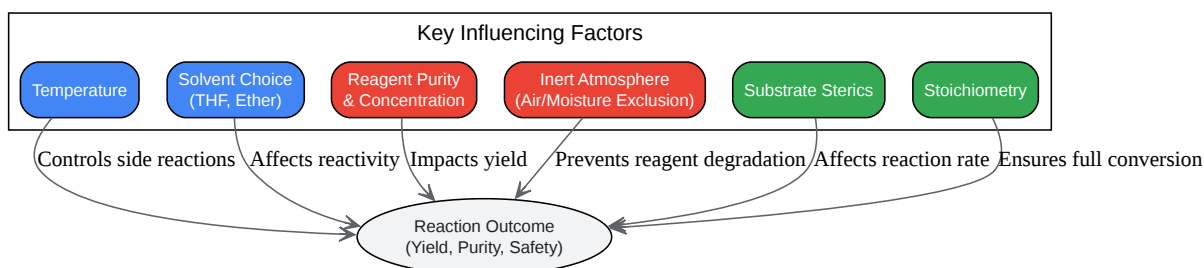 Key Influencing Factors
Temperature
Solvent Choice
(THF, Ether)
Reagent Purity
& Concentration
Inert Atmosphere
(Air/Moisture Exclusion)
Substrate Sterics
Stoichiometry
Controls side reactions
Affects reactivity
Impacts yield
Prevents reagent degradation
Affects reaction rate
Ensures full conversion
Reaction Outcome
(Yield, Purity, Safety)